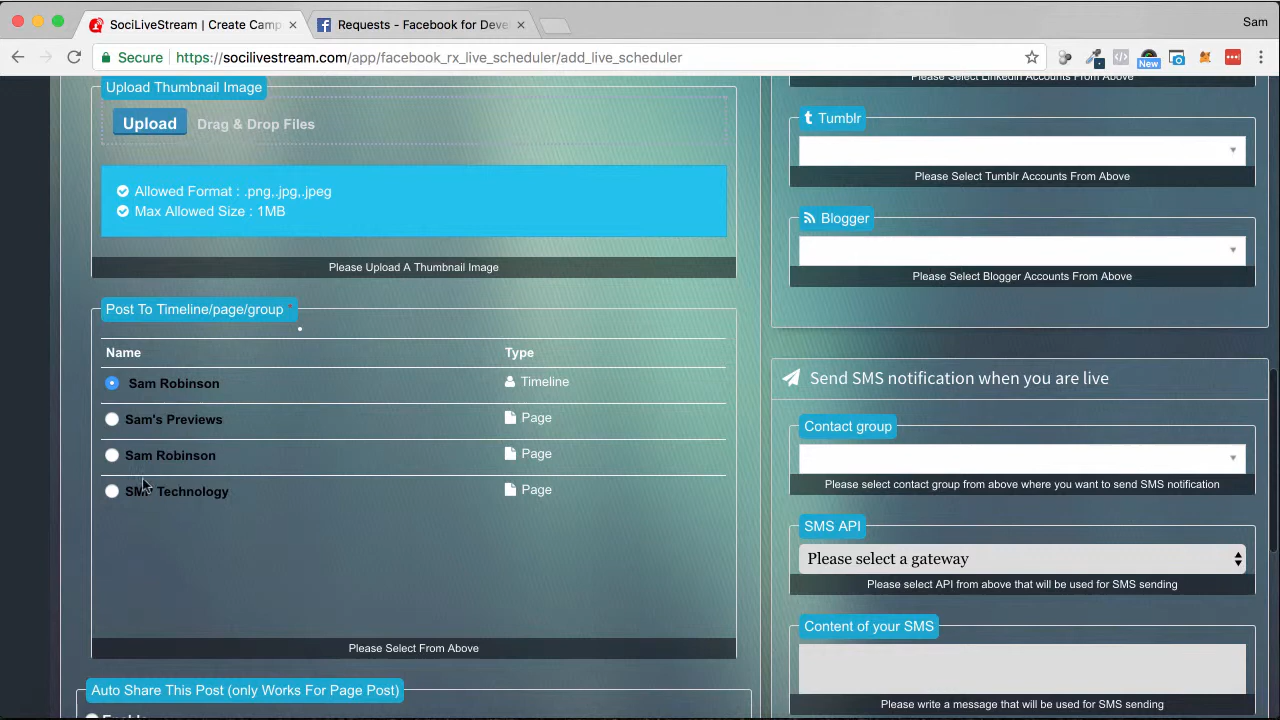 SociLiveStream | Create Camp
Requests - Facebook for Deve
Sam
Secure
https://socilivestream.com/app/facebook_rx_live_scheduler/add_live_scheduler
New
Upload Thumbnail Image
Upload
Drag & Drop Files
Allowed Format : .png,.jpg,.jpeg
Max Allowed Size : 1MB
Please Upload A Thumbnail Image
Post To Timeline/page/group *
Name
Type
Sam Robinson
Timeline
Sam's Previews
Page
Sam Robinson
Page
Technology
Page
Please Select From Above
Auto Share This Post (only Works For Page Post)
Enable
Please Select Linkedin Accounts From Above
Tumblr
Please Select Tumblr Accounts From Above
Blogger
Please Select Blogger Accounts From Above
Send SMS notification when you are live
Contact group
Please select contact group from above where you want to send SMS notification
SMS API
Please select a gateway
Please select API from above that will be used for SMS sending
Content of your SMS
Please write a message that will be used for SMS sending